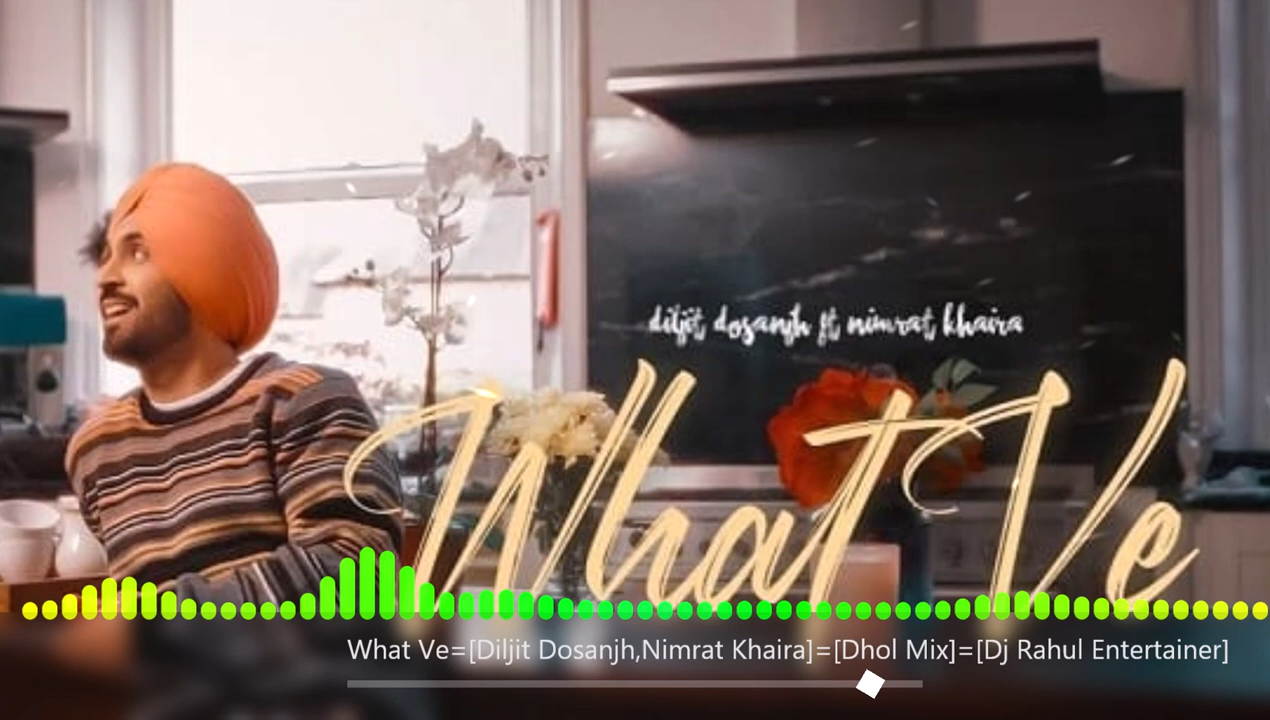 diljit dosanjh ft nimrat khaira
What Ve
What Ve=[Diljit Dosanjh,Nimrat Khaira]=[Dhol Mix]=[Dj Rahul Entertainer]